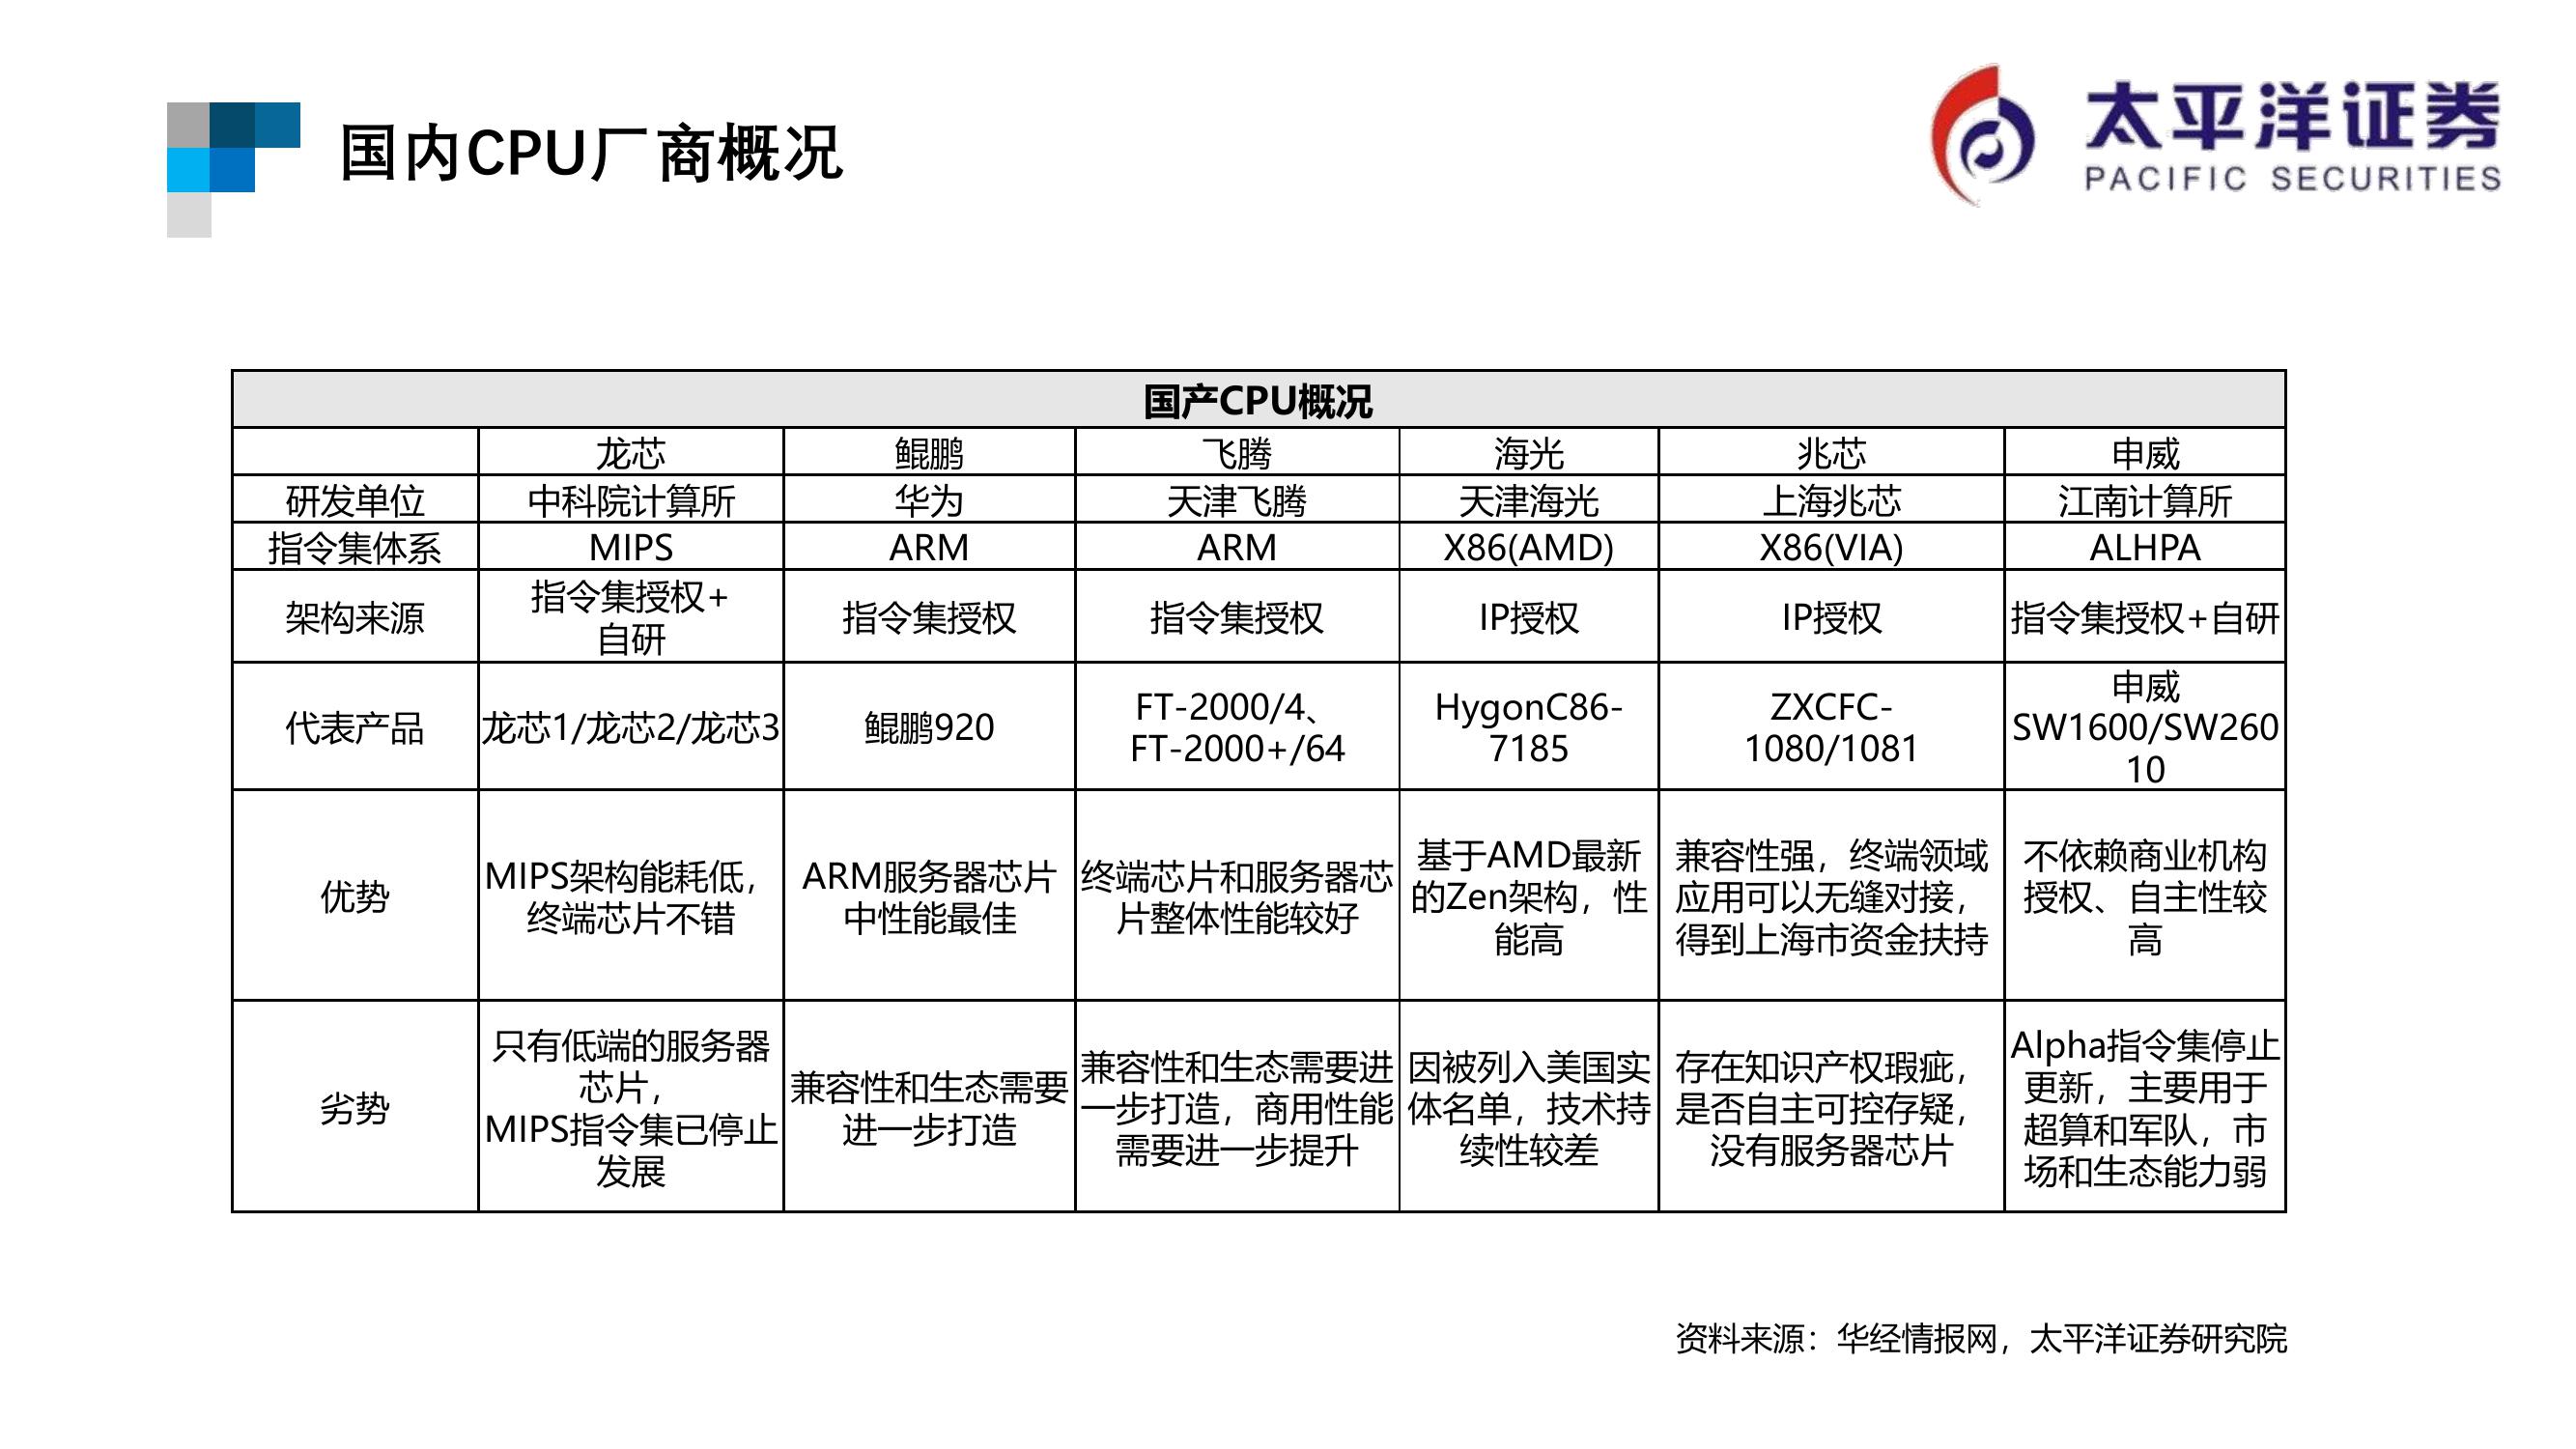 国内CPU厂商概况
太平洋证券
PACIFIC SECURITIES
国产CPU概况
龙芯 鲲鹏 飞腾 海光 兆芯 申威
研发单位 中科院计算所 华为 天津飞腾 天津海光 上海兆芯 江南计算所
指令集体系 MIPS ARM ARM X86(AMD) X86(VIA) ALHPA
架构来源
指令集授权+
自研
指令集授权
指令集授权
IP授权
IP授权
指令集授权+自研
代表产品
龙芯1/龙芯2/龙芯3
鲲鹏920
FT-2000/4、
FT-2000+/64
HygonC86-
7185
ZXCFC-
1080/1081
申威
SW1600/SW260
10
优势
MIPS架构能耗低，
终端芯片不错
ARM服务器芯片
中性能最佳
终端芯片和服务器芯
片整体性能较好
基于AMD最新
的Zen架构，性
能高
兼容性强，终端领域
应用可以无缝对接，
得到上海市资金扶持
不依赖商业机构
授权、自主性较
高
劣势
只有低端的服务器
芯片，
MIPS指令集已停止
发展
兼容性和生态需要
进一步打造
兼容性和生态需要进
一步打造，商用性能
需要进一步提升
因被列入美国实
体名单，技术持
续性较差
存在知识产权瑕疵，
是否自主可控存疑，
没有服务器芯片
Alpha指令集停止
更新，主要用于
超算和军队，市
场和生态能力弱
资料来源：华经情报网，太平洋证券研究院